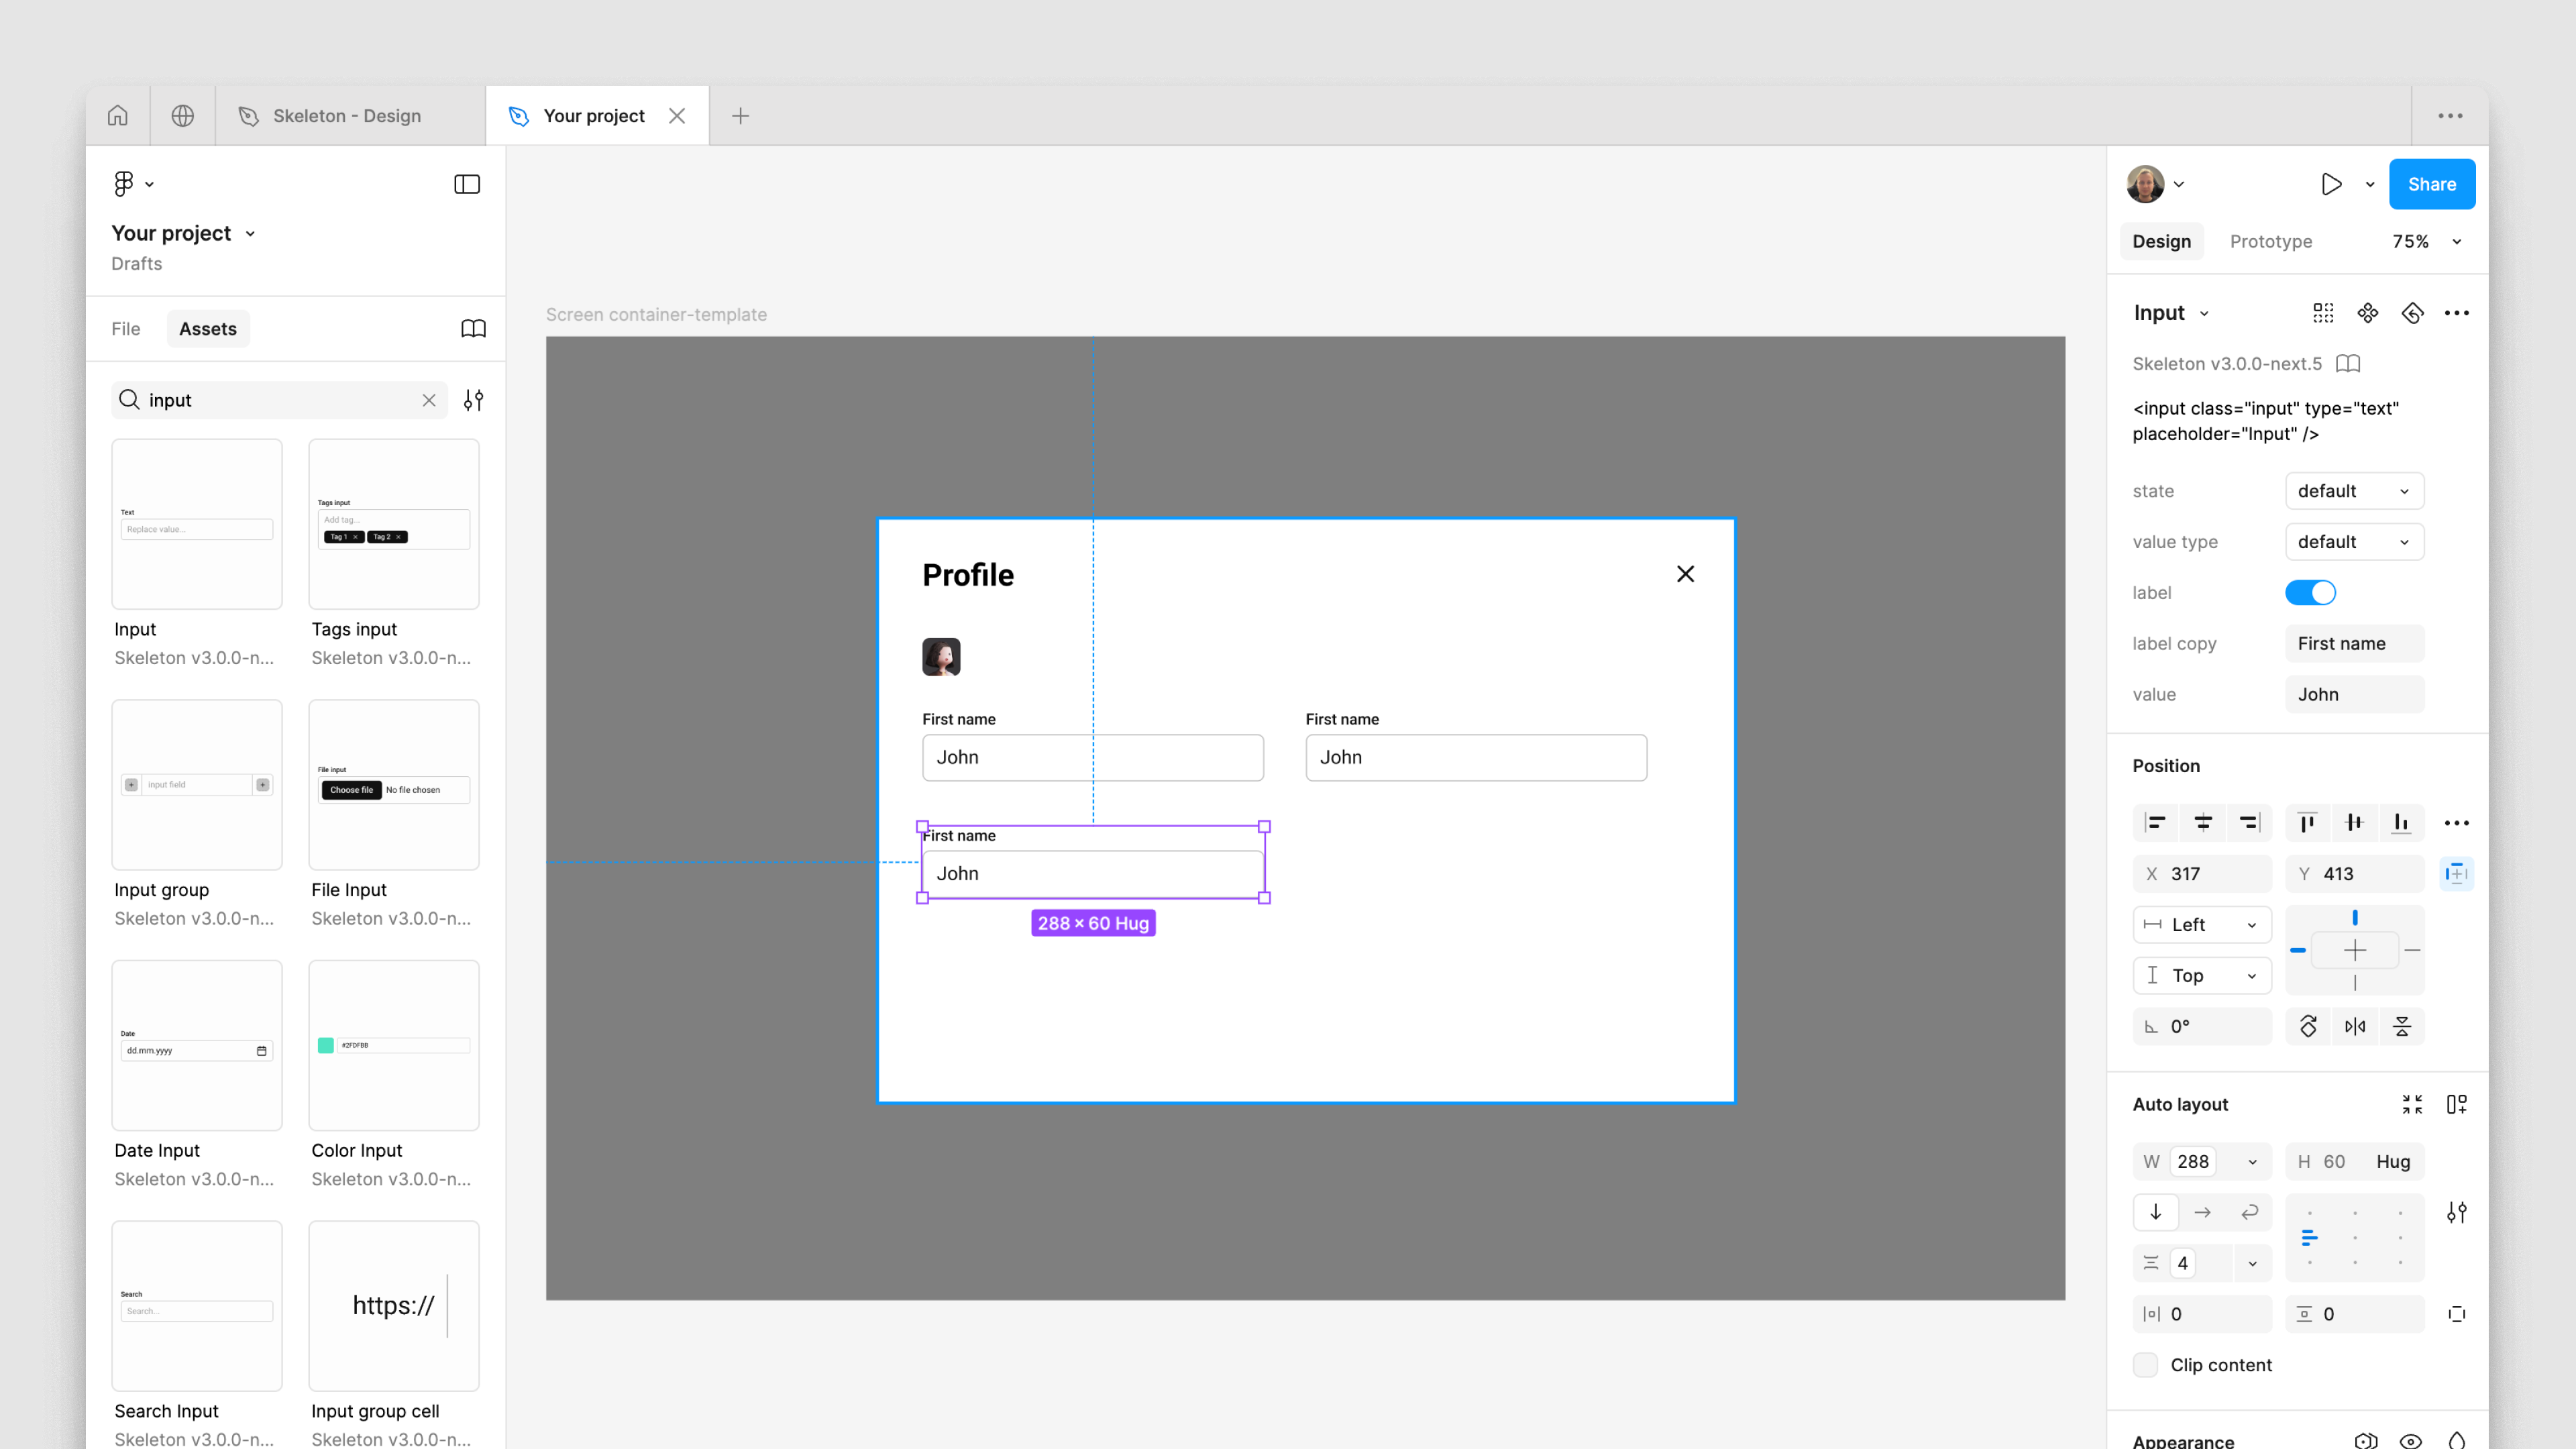 Skeleton - Design
Your project
Your project
Drafts
File
Assets
input
Text
Replace value...
Input
Skeleton v3.0.0-n...
Tags input
Add tag...
Tag 1 ×
Tag 2 ×
Tags input
Skeleton v3.0.0-n...
input field
Input group
Skeleton v3.0.0-n...
File input
Choose file
No file chosen
File Input
Skeleton v3.0.0-n...
Date
dd.mm.yyyy
Date Input
Skeleton v3.0.0-n...
#2FDFBB
Color Input
Skeleton v3.0.0-n...
Search
Search...
Search Input
Skeleton v3.0.0-n...
https://
Input group cell
Skeleton v3.0.0-n...
Screen container-template
Profile
First name
John
First name
John
First name
John
288 × 60 Hug
Share
Design
Prototype
75%
Input
Skeleton v3.0.0-next.5
<input class="input" type="text"
placeholder="Input" />
state
default
value type
default
label
label copy
First name
value
John
Position
X 317
Y 413
Left
Top
0°
Auto layout
W 288
H 60 Hug
4
0
0
Clip content
Appearance